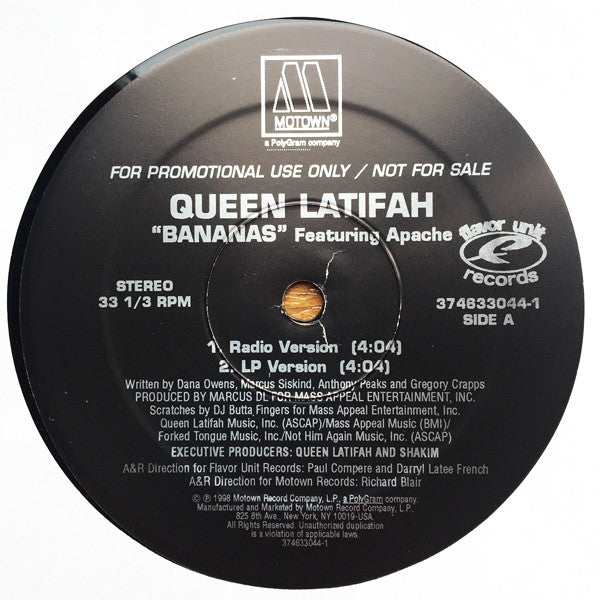 MOTOWN®
a PolyGram company
FOR PROMOTIONAL USE ONLY / NOT FOR SALE
QUEEN LATIFAH
"BANANAS" Featuring Apache
flavor unit
records
STEREO
33 1/3 RPM
374633044-1
SIDE A
1. Radio Version (4:04)
2. LP Version (4:04)
Written by Dana Owens, Marcus Siskind, Anthony Peaks and Gregory Crapps
PRODUCED BY MARCUS DL FOR MASS APPEAL ENTERTAINMENT, INC.
Scratches by DJ Butta Fingers for Mass Appeal Entertainment, Inc.
Queen Latifah Music, Inc. (ASCAP)/Mass Appeal Music (BMI)/
Forked Tongue Music, Inc./Not Him Again Music, Inc. (ASCAP)
EXECUTIVE PRODUCERS: QUEEN LATIFAH AND SHAKIM
A&R Direction for Flavor Unit Records: Paul Compere and Darryl Latee French
A&R Direction for Motown Records: Richard Blair
© ℗ 1998 Motown Record Company, L.P., a PolyGram company.
Manufactured and Marketed by Motown Record Company, L.P.
825 8th Ave., New York, NY 10019-USA.
All Rights Reserved. Unauthorized duplication
is a violation of applicable laws.
374633044-1